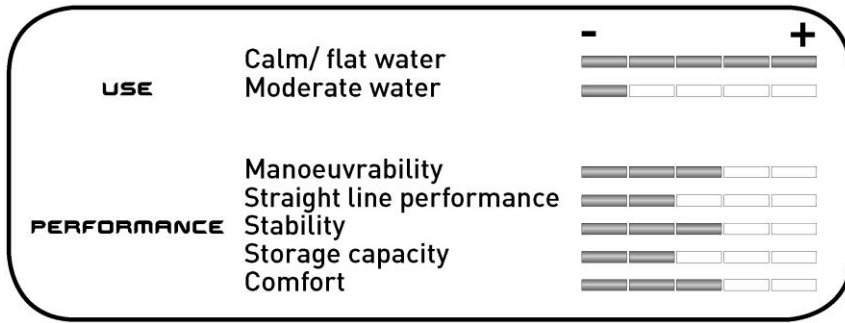 - +
Calm/ flat water
USE Moderate water
Manoeuvrability
Straight line performance
PERFORMANCE Stability
Storage capacity
Comfort